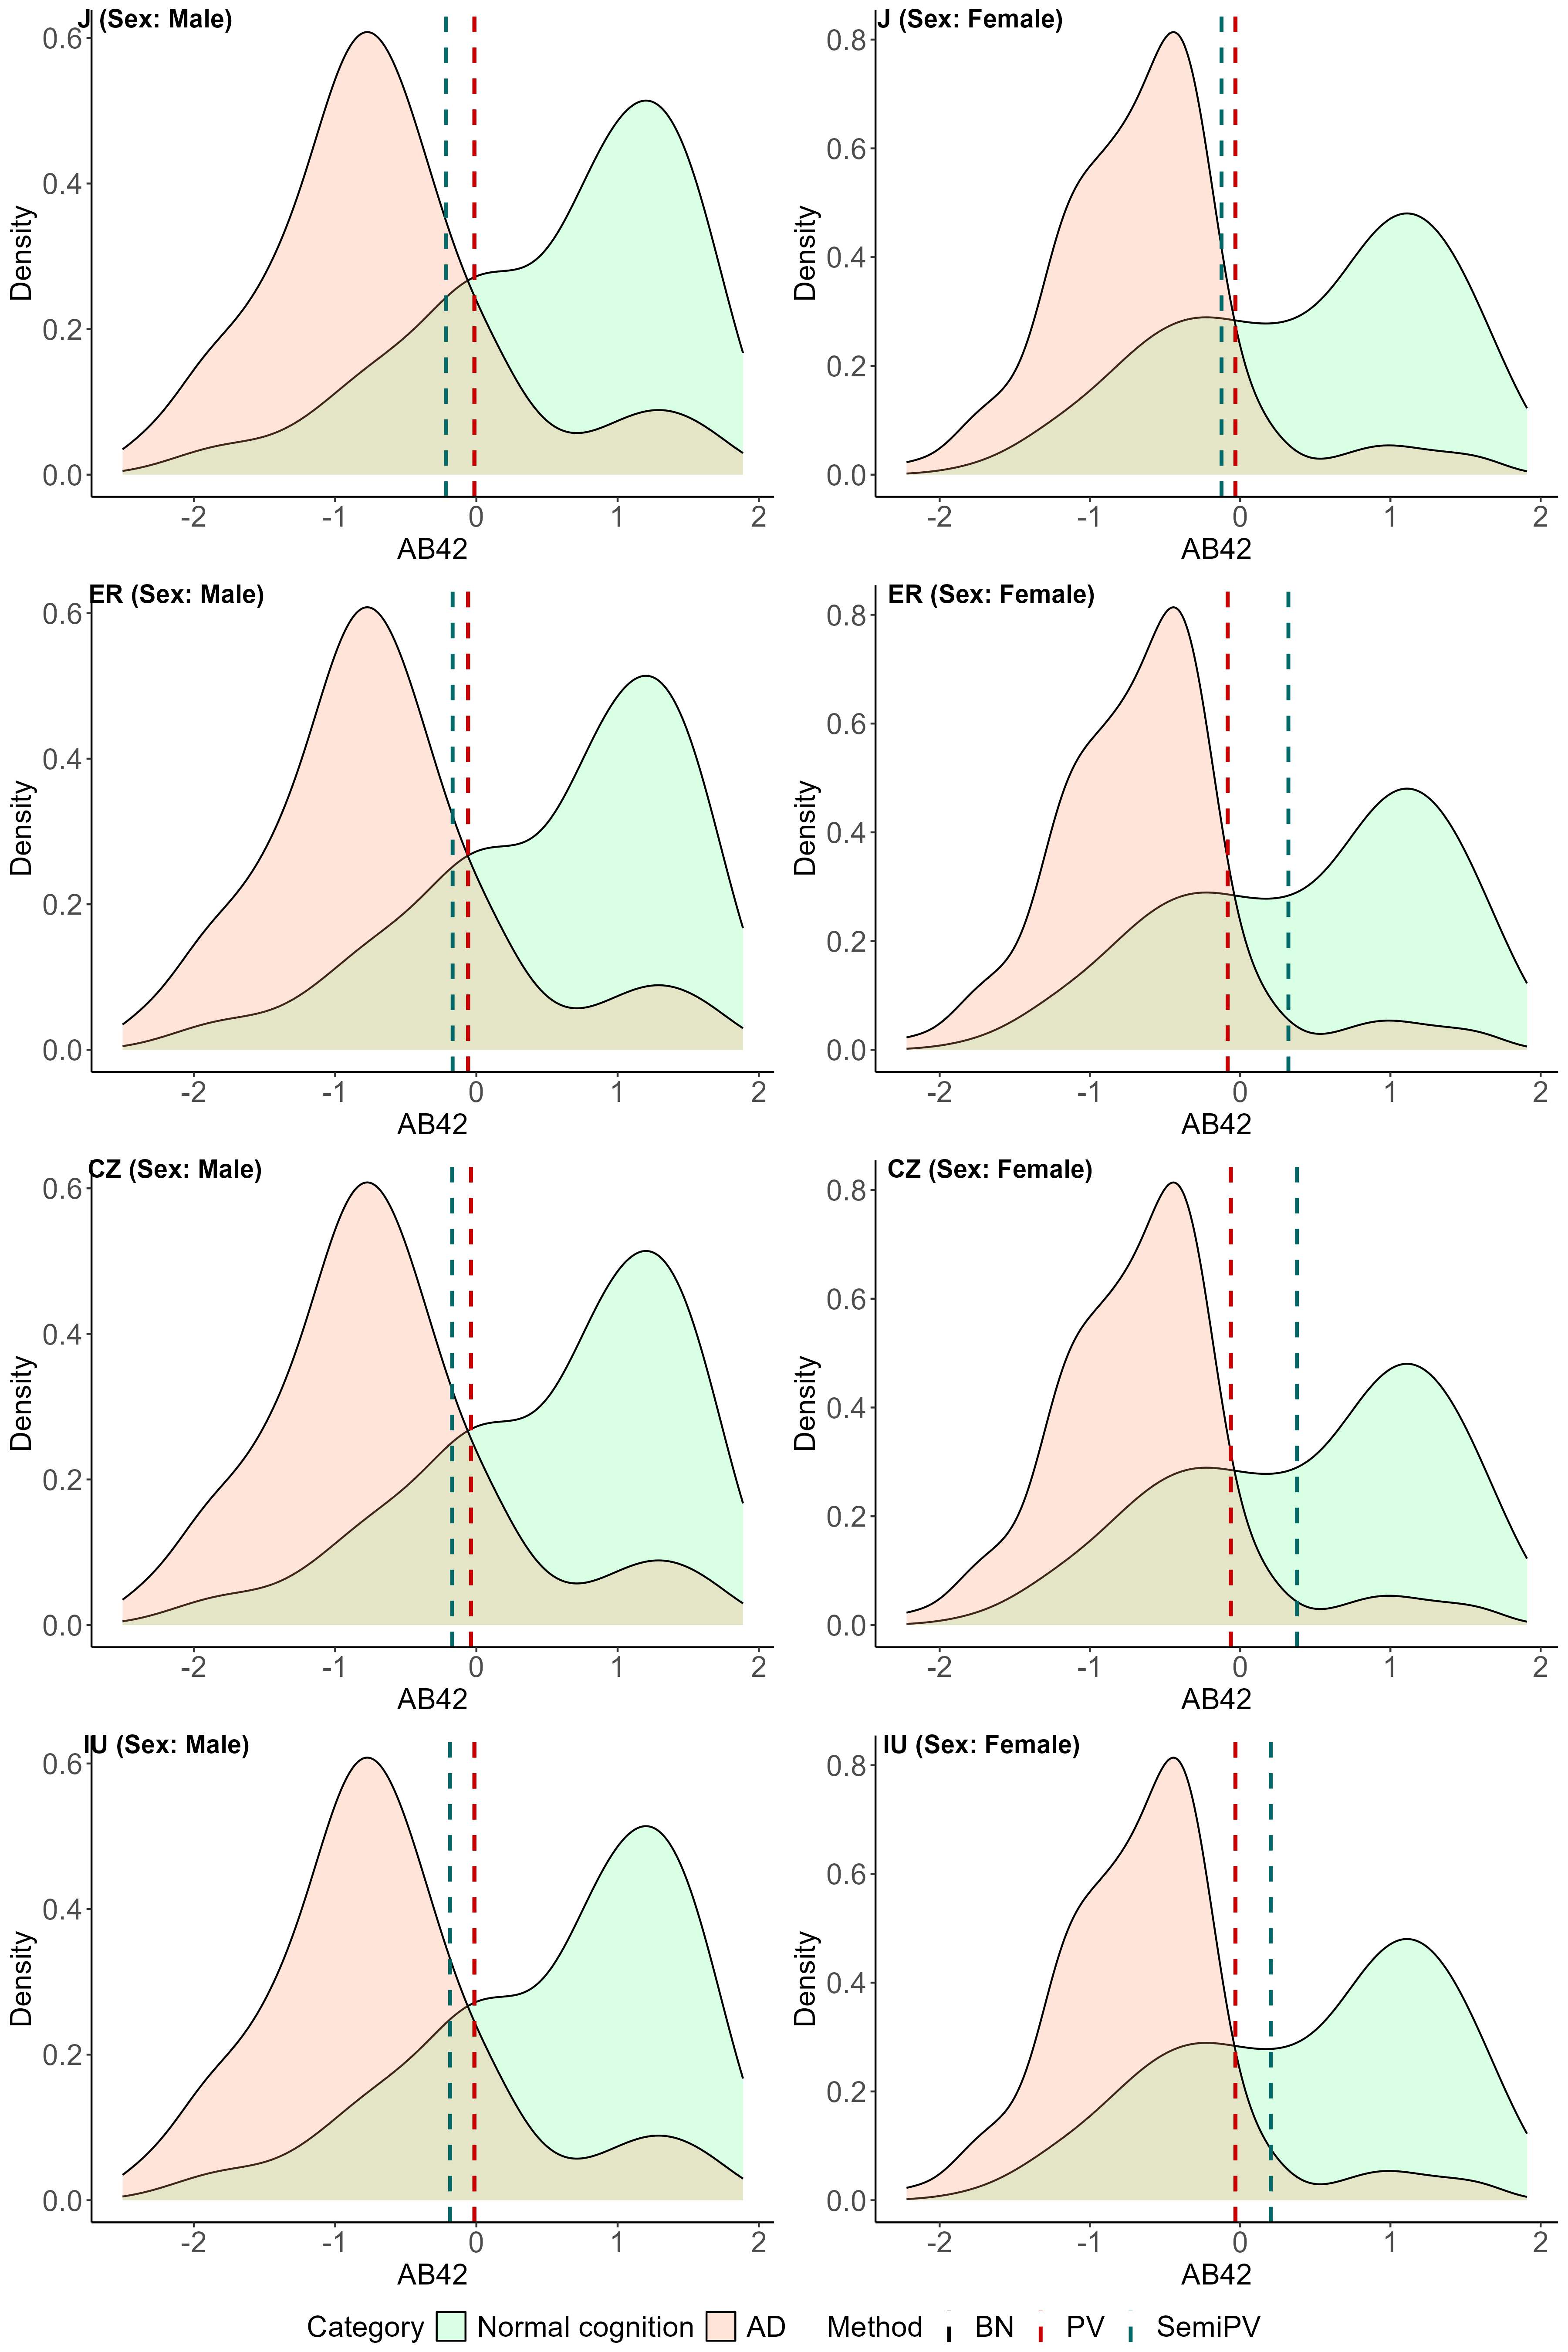 J (Sex: Male)
0.6
0.4
0.2
0.0
Density
-2 -1 0 1 2
AB42
J (Sex: Female)
0.8
0.6
0.4
0.2
0.0
Density
-2 -1 0 1 2
AB42
ER (Sex: Male)
0.6
0.4
0.2
0.0
Density
-2 -1 0 1 2
AB42
ER (Sex: Female)
0.8
0.6
0.4
0.2
0.0
Density
-2 -1 0 1 2
AB42
CZ (Sex: Male)
0.6
0.4
0.2
0.0
Density
-2 -1 0 1 2
AB42
CZ (Sex: Female)
0.8
0.6
0.4
0.2
0.0
Density
-2 -1 0 1 2
AB42
IU (Sex: Male)
0.6
0.4
0.2
0.0
Density
-2 -1 0 1 2
AB42
IU (Sex: Female)
0.8
0.6
0.4
0.2
0.0
Density
-2 -1 0 1 2
AB42
Category Normal cognition AD Method BN PV SemiPV